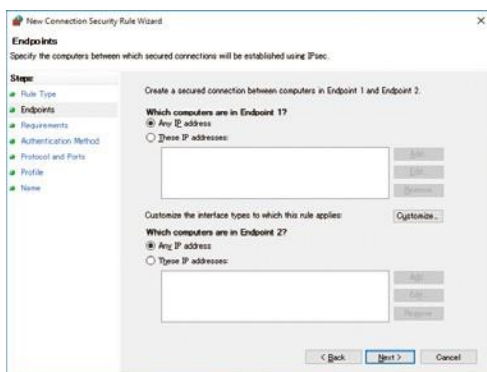 New Connection Security Rule Wizard
Endpoints
Specify the computers between which secured connections will be established using IPsec.
Steps:
Rule Type
Endpoints
Requirements
Authentication Method
Protocol and Ports
Profile
Name
Create a secured connection between computers in Endpoint 1 and Endpoint 2.
Which computers are in Endpoint 1?
Any IP address
These IP addresses:
Add...
Edit...
Remove
Customize the interface types to which this rule applies:
Customize...
Which computers are in Endpoint 2?
Any IP address
These IP addresses:
Add...
Edit...
Remove
< Back
Next >
Cancel